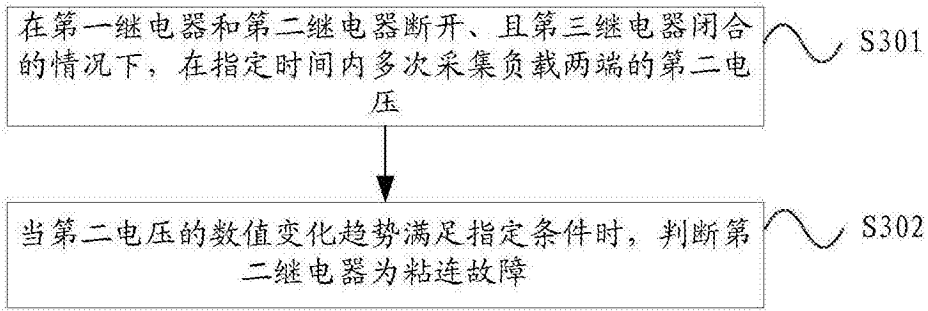 在第一继电器和第二继电器断开、且第三继电器闭合
的情况下，在指定时间内多次采集负载两端的第二电
压
S301
当第二电压的数值变化趋势满足指定条件时，判断第
二继电器为粘连故障
S302